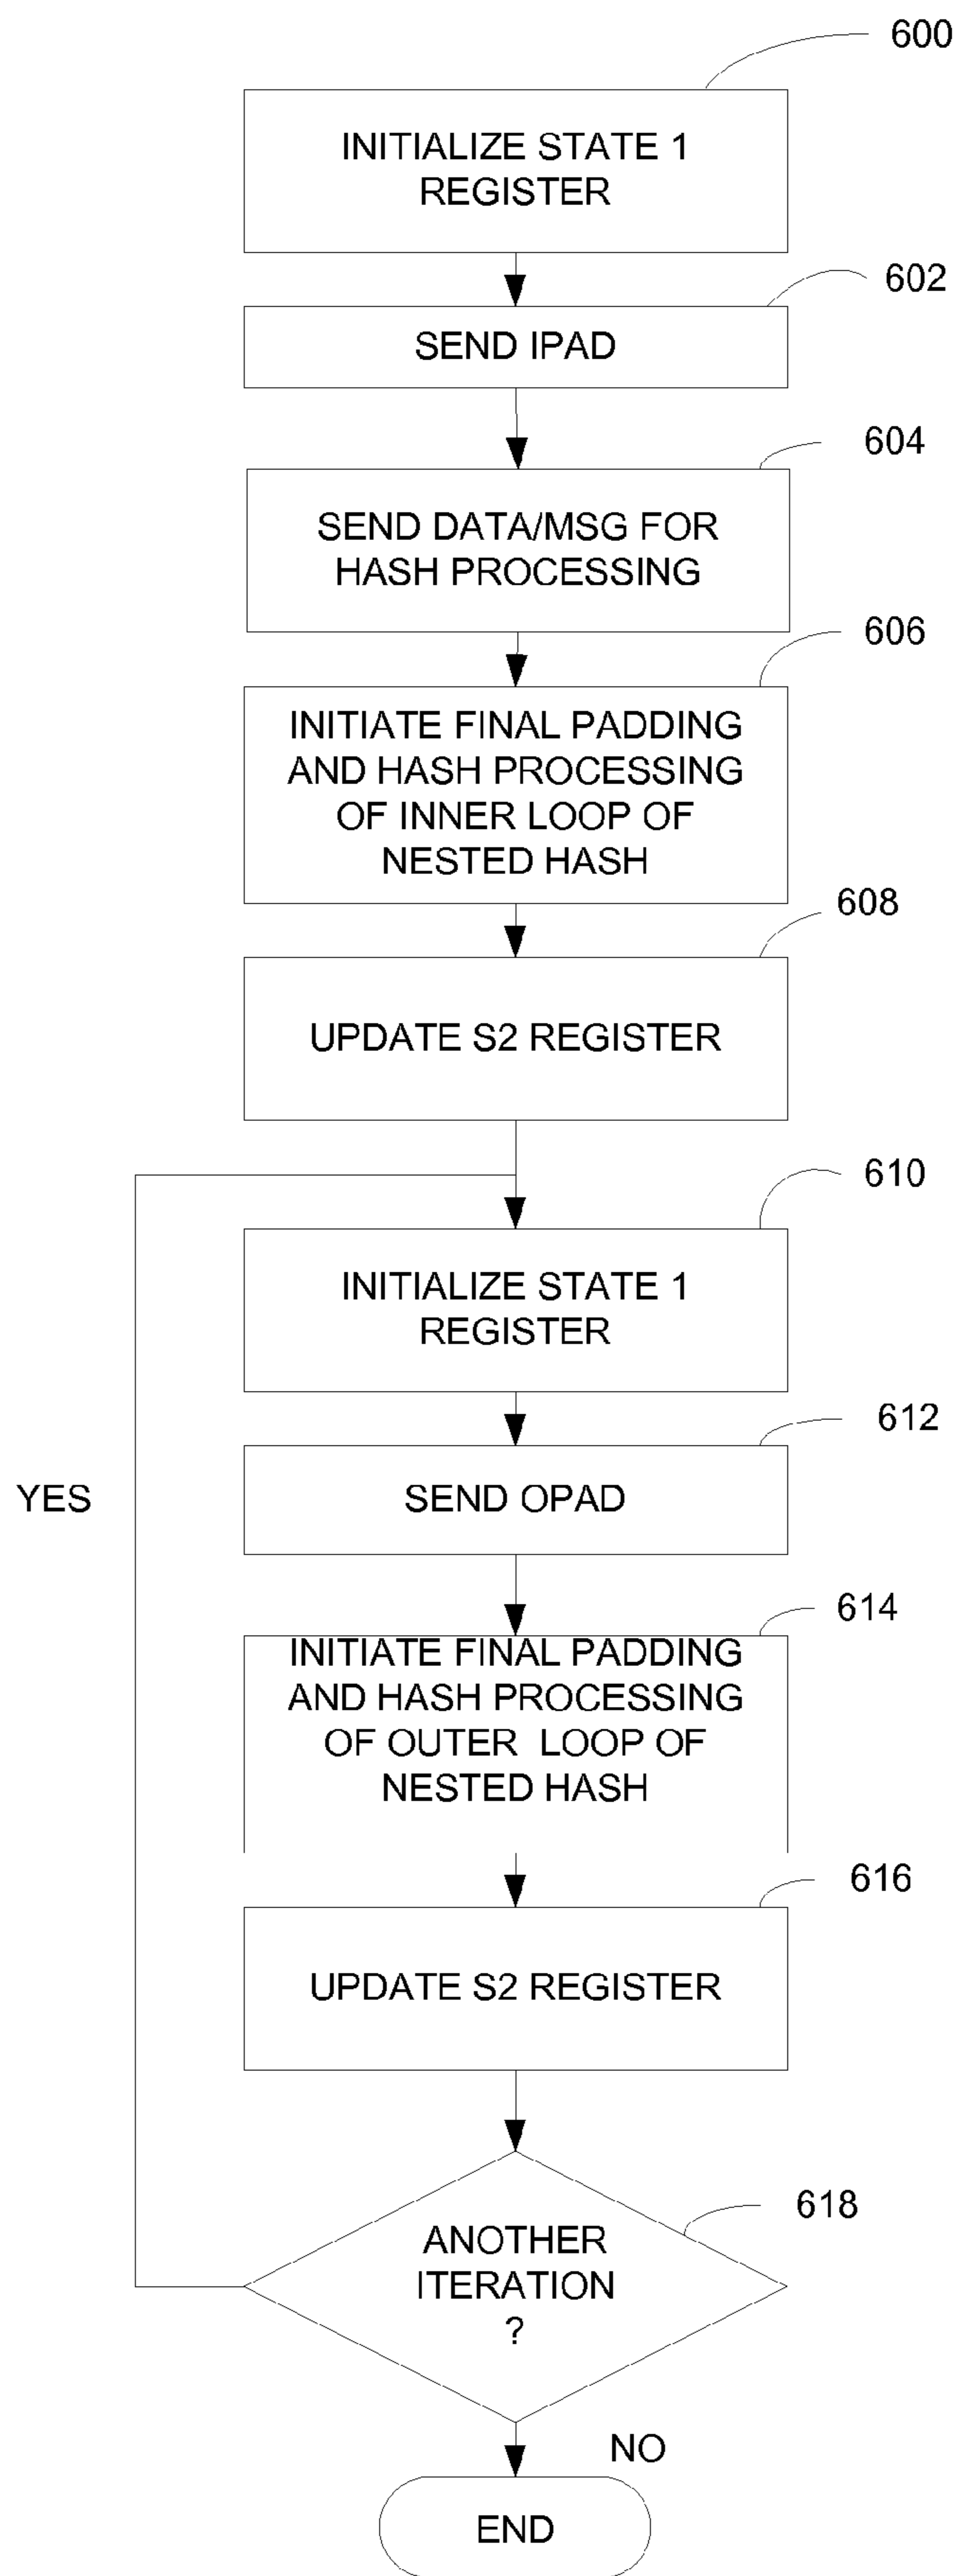 600
INITIALIZE STATE 1
REGISTER
602
SEND IPAD
604
SEND DATA/MSG FOR
HASH PROCESSING
606
INITIATE FINAL PADDING
AND HASH PROCESSING
OF INNER LOOP OF
NESTED HASH
608
UPDATE S2 REGISTER
610
INITIALIZE STATE 1
REGISTER
612
SEND OPAD
YES
614
INITIATE FINAL PADDING
AND HASH PROCESSING
OF OUTER LOOP OF
NESTED HASH
616
UPDATE S2 REGISTER
618
ANOTHER
ITERATION
?
NO
END